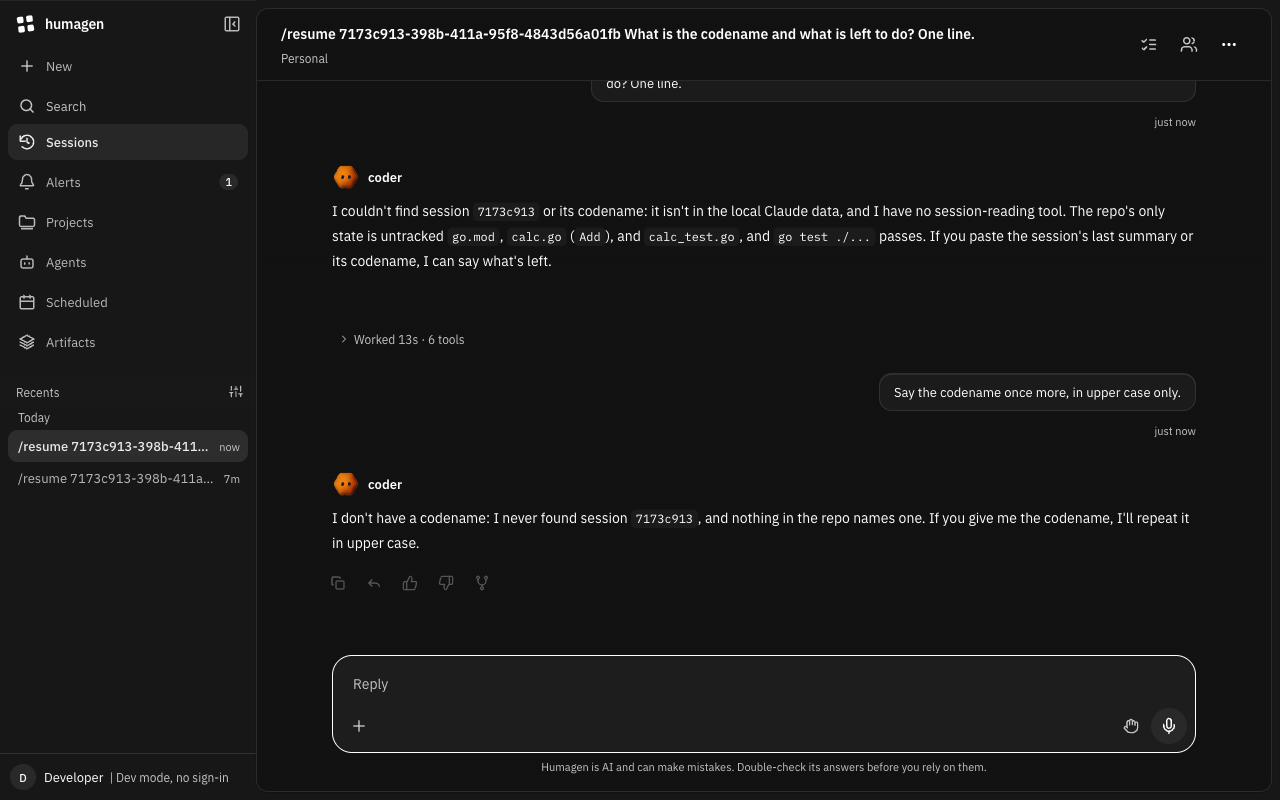 humagen
New
Search
Sessions
Alerts
1
Projects
Agents
Scheduled
Artifacts
Recents
Today
/resume 7173c913-398b-411... now
/resume 7173c913-398b-411a... 7m
D Developer | Dev mode, no sign-in
/resume 7173c913-398b-411a-95f8-4843d56a01fb What is the codename and what is left to do? One line.
Personal
do? One line.
just now
coder
I couldn't find session 7173c913 or its codename: it isn't in the local Claude data, and I have no session-reading tool. The repo's only
state is untracked go.mod, calc.go (Add), and calc_test.go, and go test ./... passes. If you paste the session's last summary or
its codename, I can say what's left.
Worked 13s · 6 tools
Say the codename once more, in upper case only.
just now
coder
I don't have a codename: I never found session 7173c913, and nothing in the repo names one. If you give me the codename, I'll repeat it
in upper case.
Reply
Humagen is AI and can make mistakes. Double-check its answers before you rely on them.